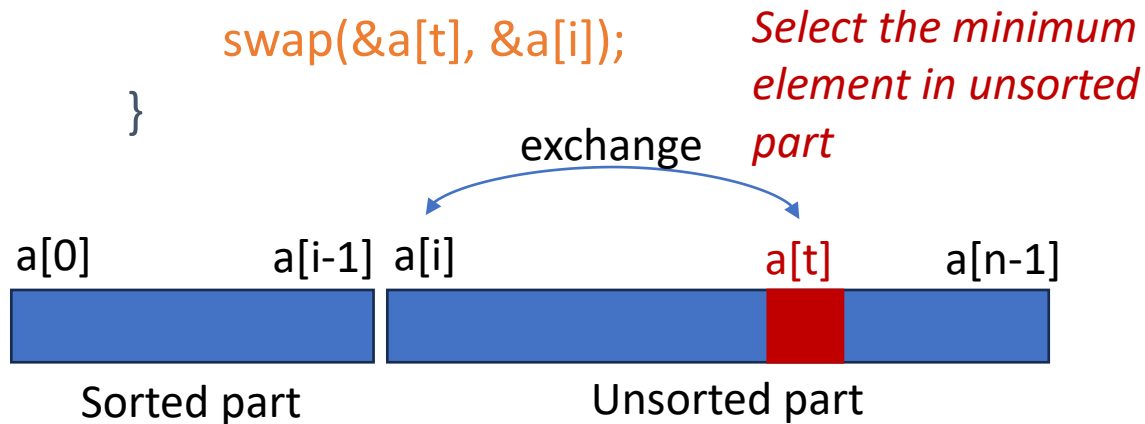 swap(&a[t], &a[i]);
}
Select the minimum
element in unsorted
part
exchange
a[0] a[i-1] a[i] a[t] a[n-1]
Sorted part Unsorted part